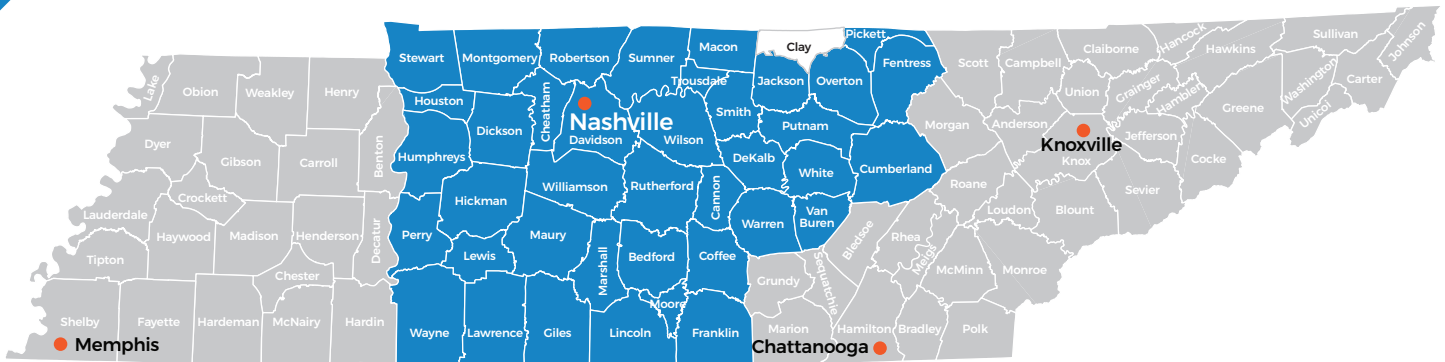 Stewart
Montgomery
Robertson
Sumner
Macon
Clay
Pickett
Fentress
Scott
Campbell
Claiborne
Hancock
Hawkins
Sullivan
Johnson
Lake
Obion
Weakley
Henry
Houston
Cheatham
Trousdale
Jackson
Overton
Union
Grainger
Hamblen
Washington
Carter
Unicoi
Greene
Dickson
Nashville
Davidson
Wilson
Smith
Putnam
Morgan
Anderson
Knoxville
Knox
Jefferson
Cocke
Dyer
Gibson
Carroll
Benton
Humphreys
Williamson
Rutherford
Cannon
DeKalb
White
Cumberland
Roane
Loudon
Blount
Sevier
Crockett
Lauderdale
Haywood
Madison
Henderson
Decatur
Hickman
Perry
Lewis
Maury
Marshall
Bedford
Coffee
Warren
Van
Buren
Bledsoe
Rhea
Meigs
McMinn
Monroe
Tipton
Chester
Grundy
Sequatchie
Shelby
Fayette
Hardeman
McNairy
Hardin
Wayne
Lawrence
Giles
Lincoln
Moore
Franklin
Marion
Hamilton
Bradley
Polk
Memphis
Chattanooga